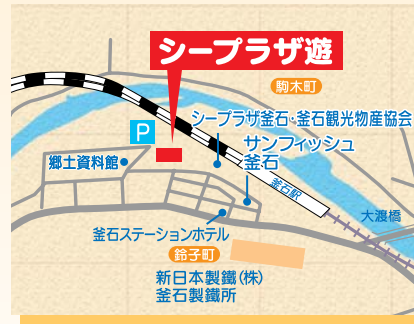 シープラザ遊
駒木町
P
シープラザ釜石・釜石観光物産協会
サンフィッシュ
釜石
郷土資料館
釜石駅
大渡橋
釜石ステーションホテル
鈴子町
新日本製鐵(株)
釜石製鐵所